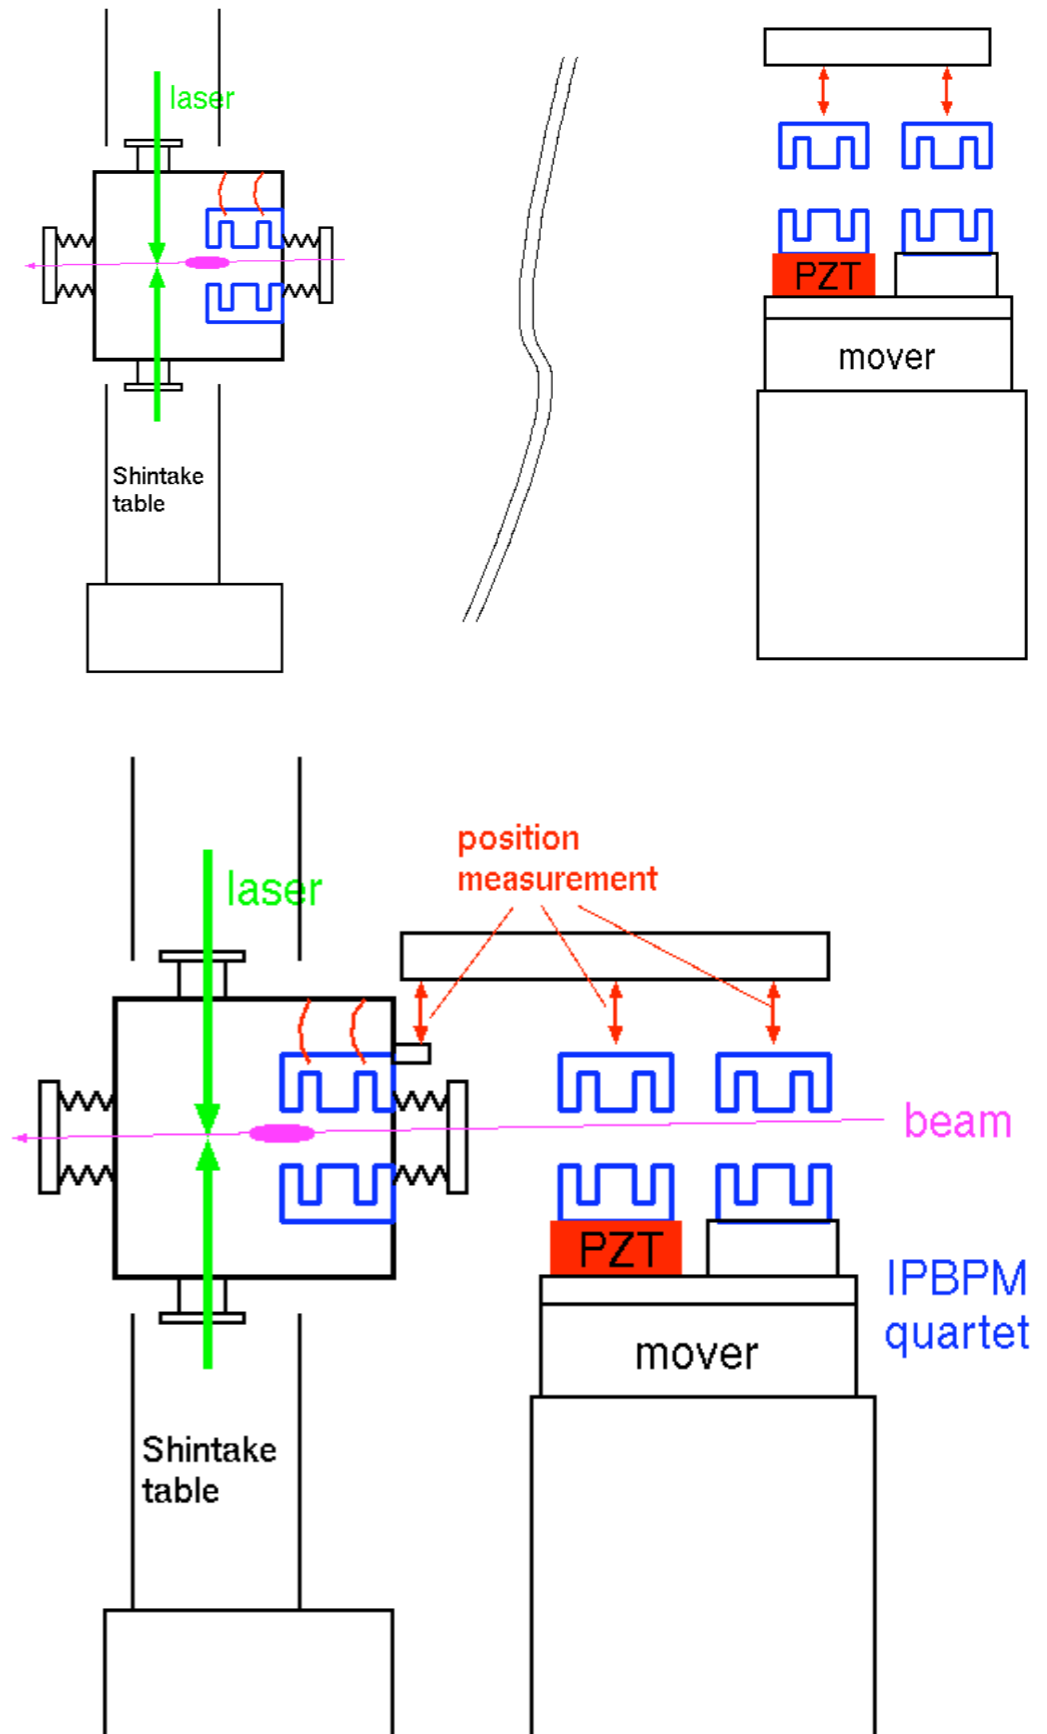 laser
PZT
mover
Shintake
table
position
measurement
laser
beam
PZT
IPBPM
quartet
mover
Shintake
table